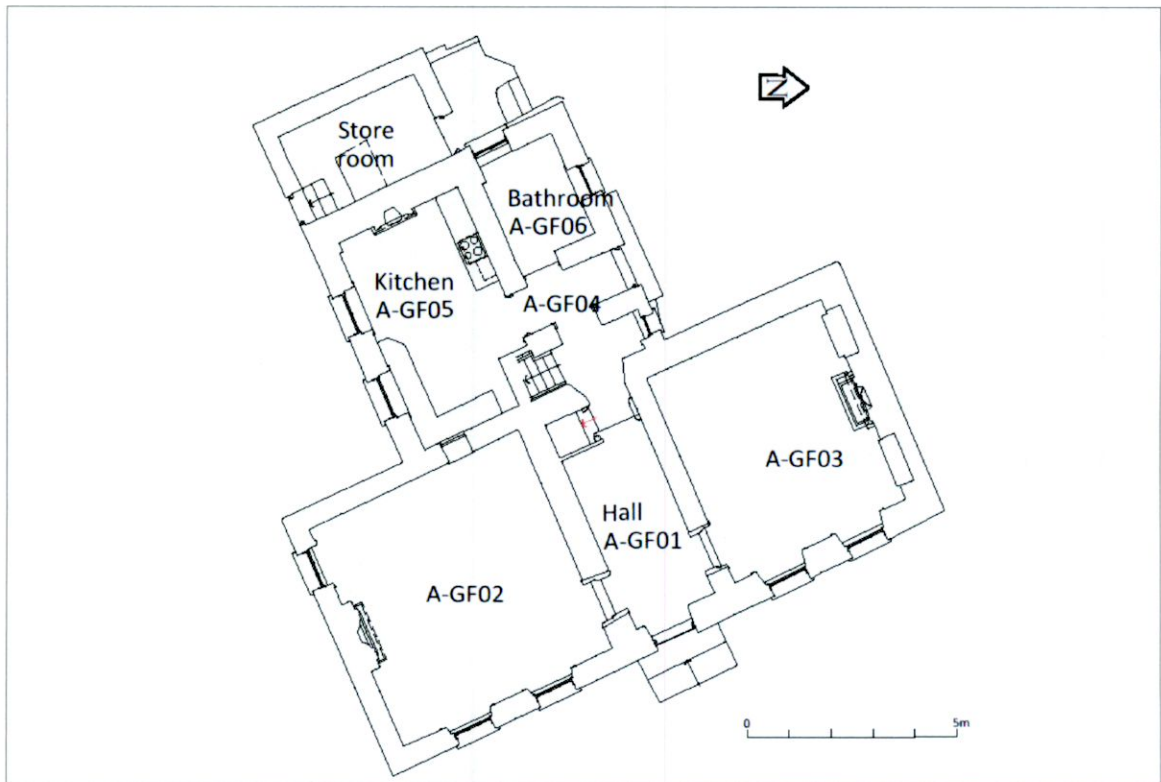 N
Store
room
Bathroom
A-GF06
Kitchen
A-GF05
A-GF04
A-GF03
Hall
A-GF01
A-GF02
0
5m